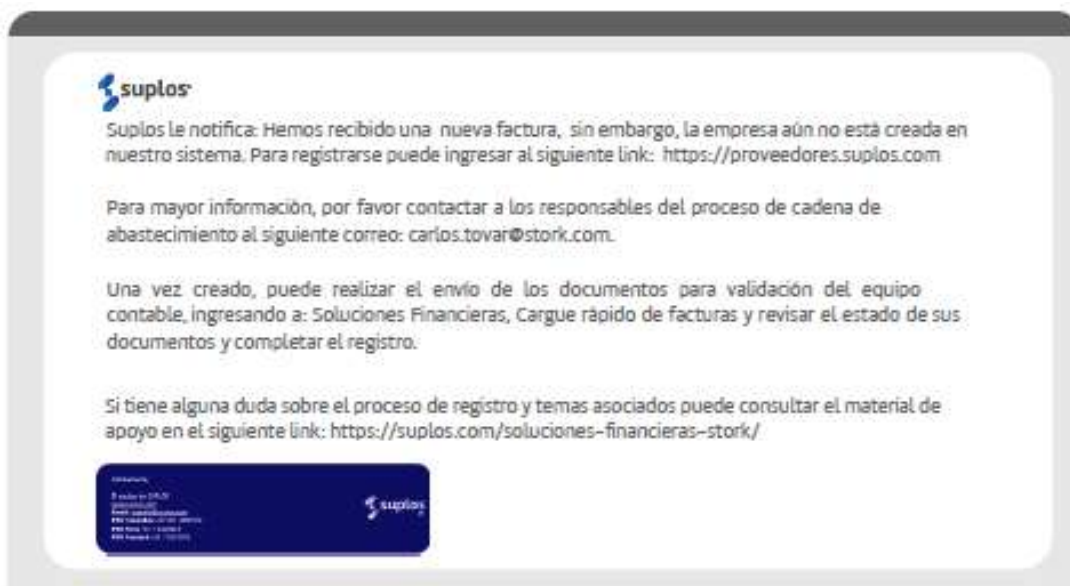 suplos
Suplos le notifica: Hemos recibido una nueva factura, sin embargo, la empresa aún no está creada en
nuestro sistema. Para registrarse puede ingresar al siguiente link: https://proveedores.suplos.com
Para mayor información, por favor contactar a los responsables del proceso de cadena de
abastecimiento al siguiente correo: carlos.tovar@stork.com.
Una vez creado, puede realizar el envío de los documentos para validación del equipo
contable, ingresando a: Soluciones Financieras, Cargue rápido de facturas y revisar el estado de sus
documentos y completar el registro.
Si tiene alguna duda sobre el proceso de registro y temas asociados puede consultar el material de
apoyo en el siguiente link: https://suplos.com/soluciones-financieras-stork/
suplos